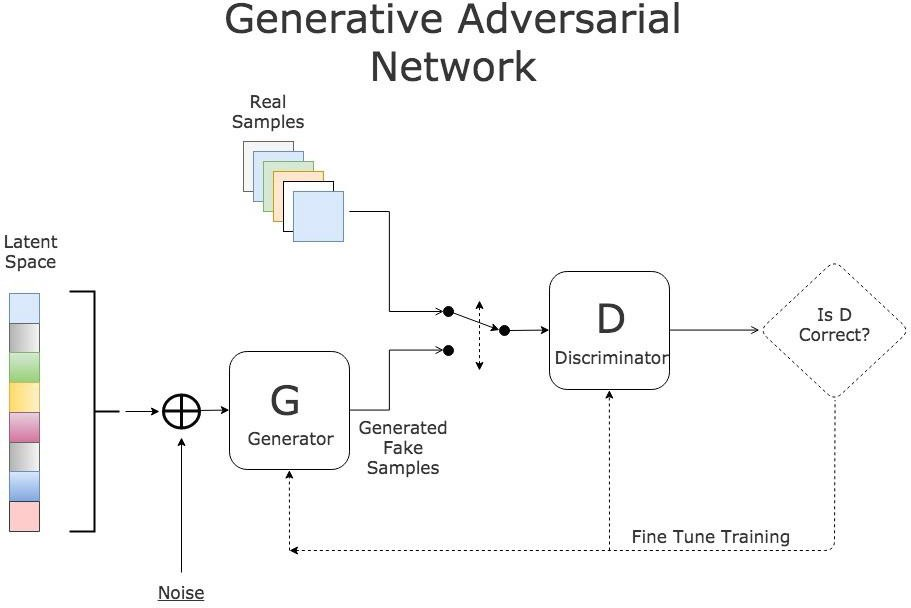 Generative Adversarial
Network
Real
Samples
Latent
Space
G
Generator
Generated
Fake
Samples
D
Discriminator
Is D
Correct?
Fine Tune Training
Noise